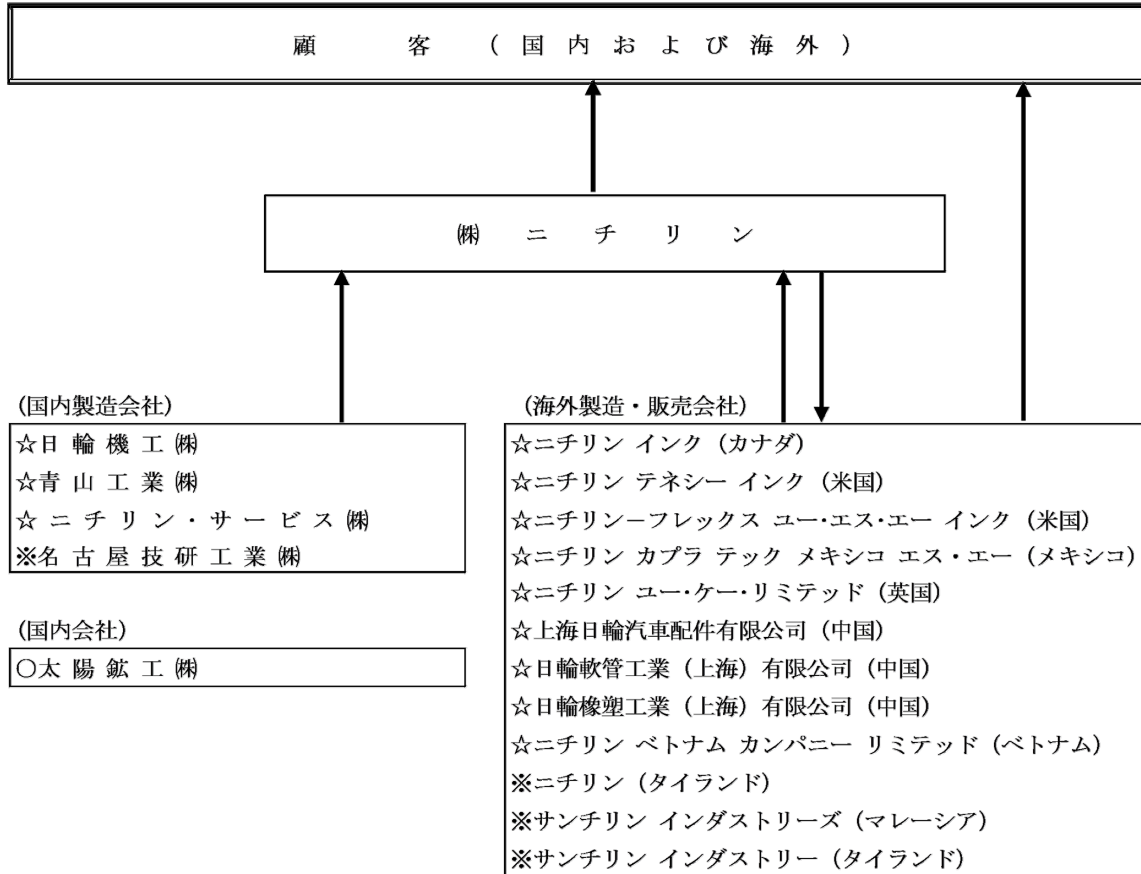 顧客（国内および海外）
㈱ニチリン
（国内製造会社）
☆日輪機工㈱
☆青山工業㈱
☆ニチリン・サービス㈱
※名古屋技研工業㈱
（国内会社）
○太陽鉱工㈱
（海外製造・販売会社）
☆ニチリン インク（カナダ）
☆ニチリン テネシー インク（米国）
☆ニチリン－フレックス ユー・エス・エー インク（米国）
☆ニチリン カプラ テック メキシコ エス・エー（メキシコ）
☆ニチリン ユー・ケー・リミテッド（英国）
☆上海日輪汽車配件有限公司（中国）
☆日輪軟管工業（上海）有限公司（中国）
☆日輪橡塑工業（上海）有限公司（中国）
☆ニチリン ベトナム カンパニー リミテッド（ベトナム）
※ニチリン（タイランド）
※サンチリン インダストリーズ（マレーシア）
※サンチリン インダストリー（タイランド）